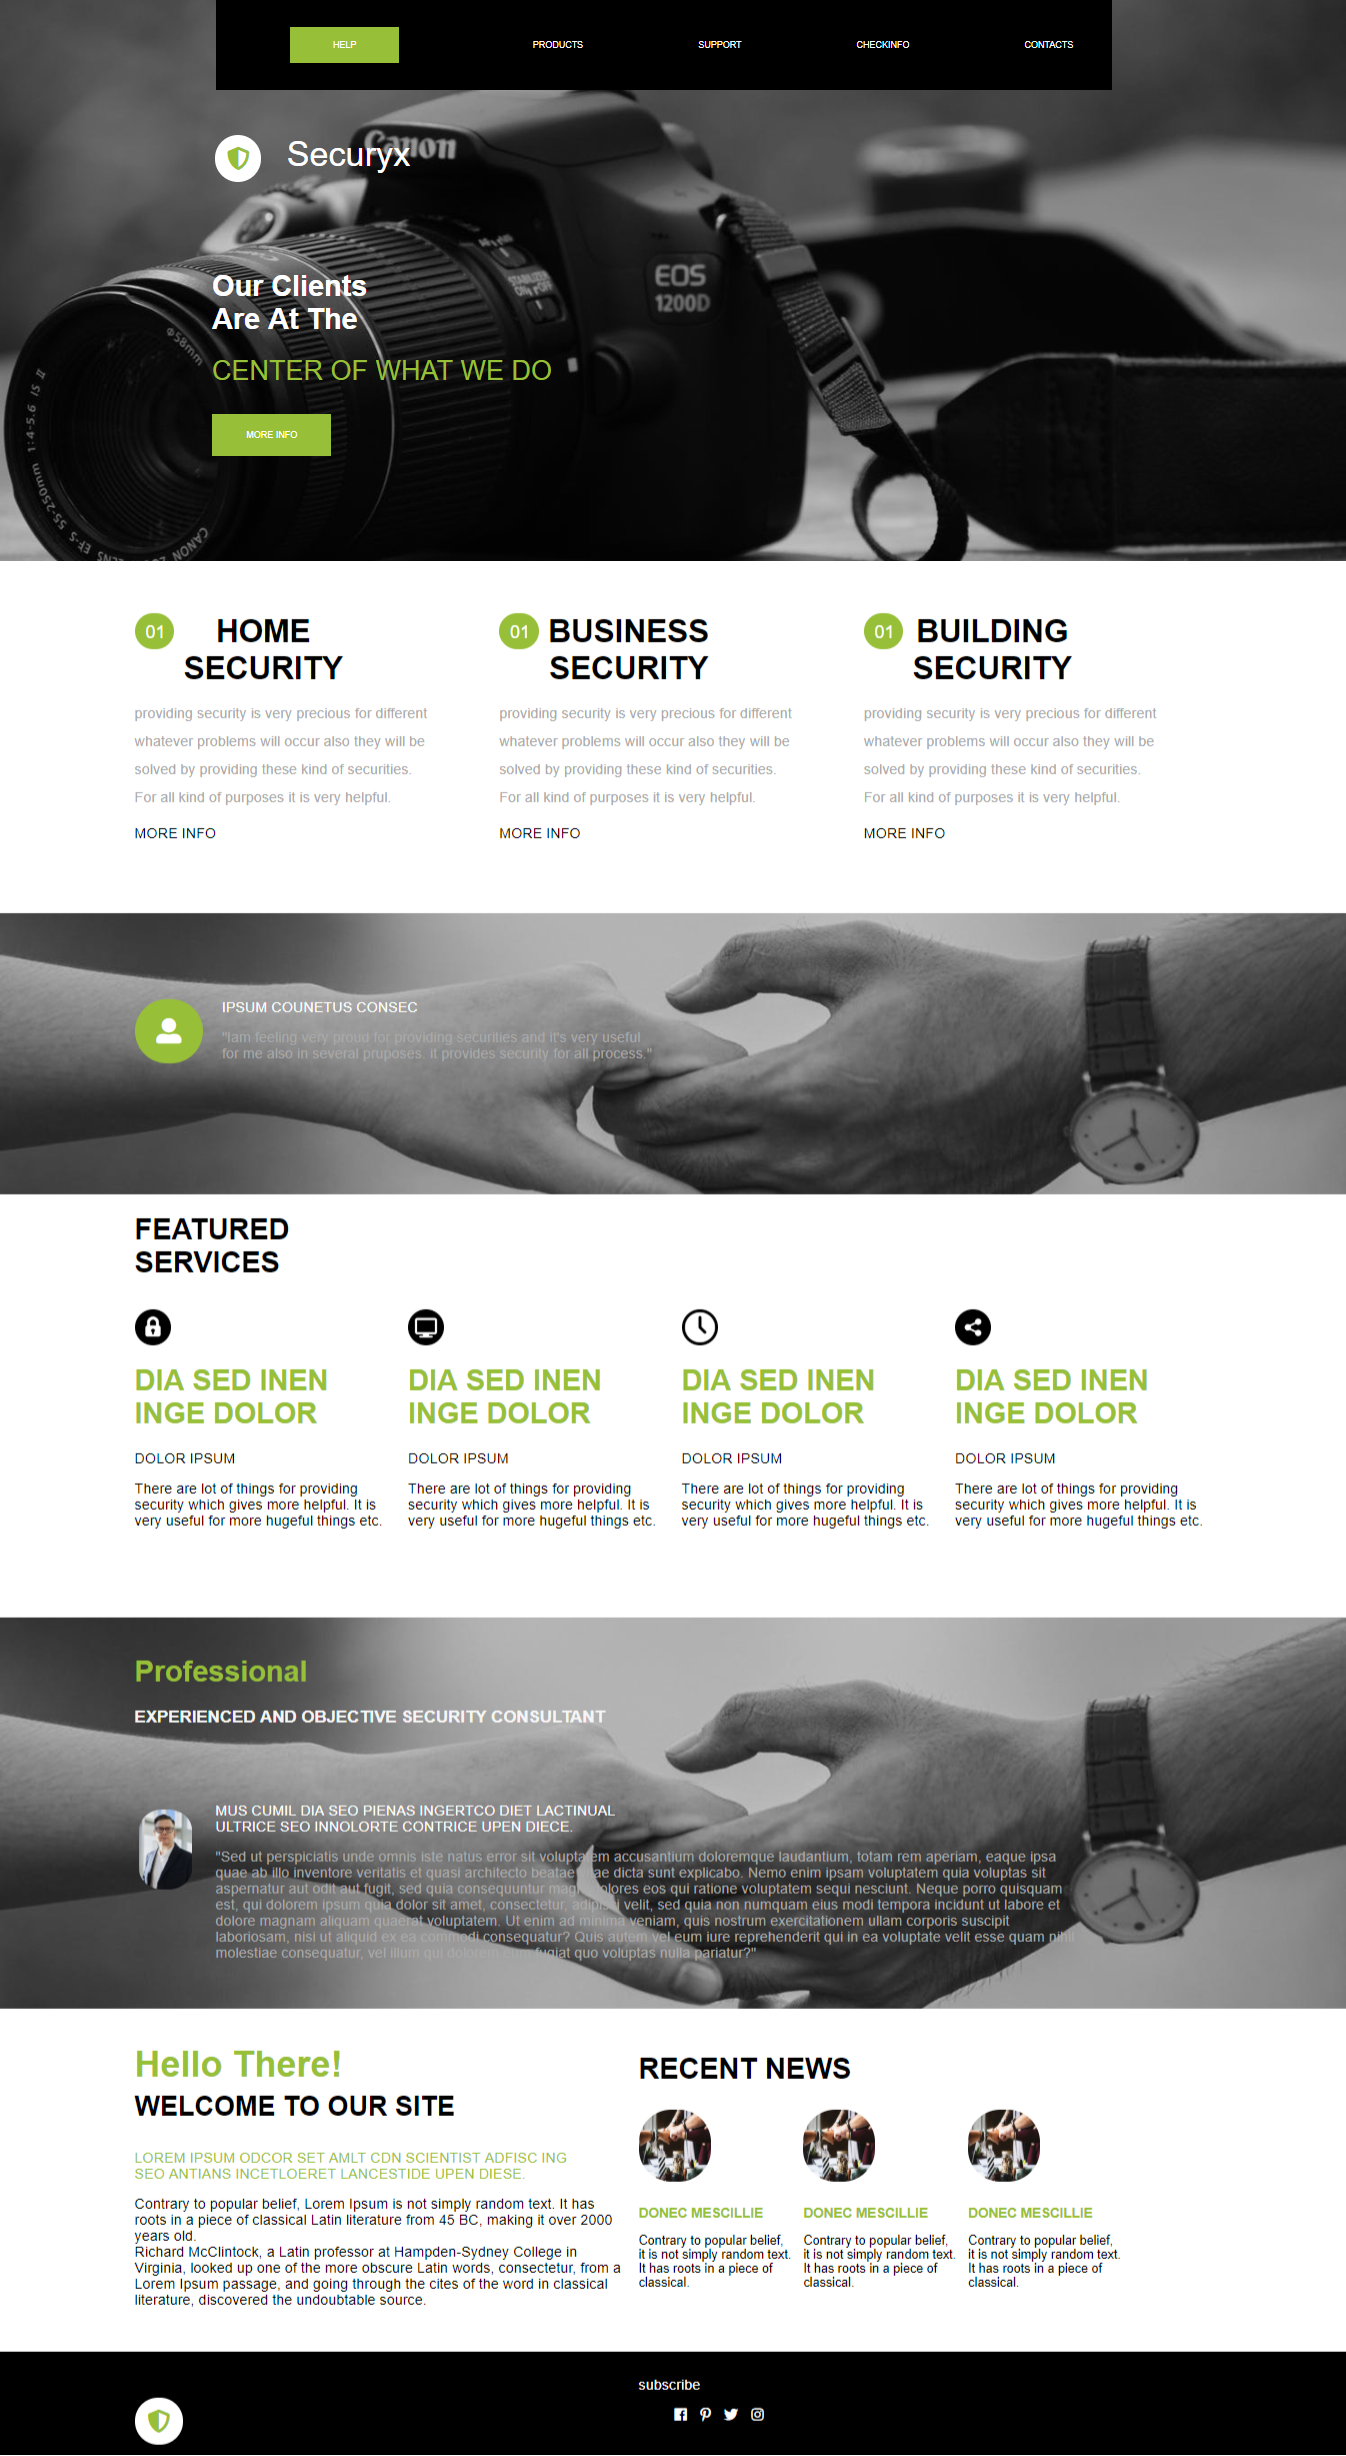 HELP
PRODUCTS
SUPPORT
CHECKINFO
CONTACTS
Canon
Securyx
Canon
STABILIZER
ON OFF
EOS
1200D
Φ58mm
EF-S 55-250mm 1:4-5.6 IS II
CANON
LENS
Our Clients
Are At The
CENTER OF WHAT WE DO
MORE INFO
01
HOME
SECURITY
providing security is very precious for different
whatever problems will occur also they will be
solved by providing these kind of securities.
For all kind of purposes it is very helpful.
MORE INFO
01
BUSINESS
SECURITY
providing security is very precious for different
whatever problems will occur also they will be
solved by providing these kind of securities.
For all kind of purposes it is very helpful.
MORE INFO
01
BUILDING
SECURITY
providing security is very precious for different
whatever problems will occur also they will be
solved by providing these kind of securities.
For all kind of purposes it is very helpful.
MORE INFO
IPSUM COUNETUS CONSEC
"Iam feeling very proud for providing securities and it's very useful
for me also in several pruposes. It provides security for all process."
FEATURED
SERVICES
DIA SED INEN
INGE DOLOR
DOLOR IPSUM
There are lot of things for providing
security which gives more helpful. It is
very useful for more hugeful things etc.
DIA SED INEN
INGE DOLOR
DOLOR IPSUM
There are lot of things for providing
security which gives more helpful. It is
very useful for more hugeful things etc.
DIA SED INEN
INGE DOLOR
DOLOR IPSUM
There are lot of things for providing
security which gives more helpful. It is
very useful for more hugeful things etc.
DIA SED INEN
INGE DOLOR
DOLOR IPSUM
There are lot of things for providing
security which gives more helpful. It is
very useful for more hugeful things etc.
Professional
EXPERIENCED AND OBJECTIVE SECURITY CONSULTANT
MUS CUMIL DIA SEO PIENAS INGERTCO DIET LACTINUAL
ULTRICE SEO INNOLORTE CONTRICE UPEN DIECE.
"Sed ut perspiciatis unde omnis iste natus error sit voluptatem accusantium doloremque laudantium, totam rem aperiam, eaque ipsa
quae ab illo inventore veritatis et quasi architecto beatae vitae dicta sunt explicabo. Nemo enim ipsam voluptatem quia voluptas sit
aspernatur aut odit aut fugit, sed quia consequuntur magni dolores eos qui ratione voluptatem sequi nesciunt. Neque porro quisquam
est, qui dolorem ipsum quia dolor sit amet, consectetur, adipisci velit, sed quia non numquam eius modi tempora incidunt ut labore et
dolore magnam aliquam quaerat voluptatem. Ut enim ad minima veniam, quis nostrum exercitationem ullam corporis suscipit
laboriosam, nisi ut aliquid ex ea commodi consequatur? Quis autem vel eum iure reprehenderit qui in ea voluptate velit esse quam nihil
molestiae consequatur, vel illum qui dolorem eum fugiat quo voluptas nulla pariatur?"
Hello There!
WELCOME TO OUR SITE
LOREM IPSUM ODCOR SET AMLT CDN SCIENTIST ADFISC ING
SEO ANTIANS INCETLOERET LANCESTIDE UPEN DIESE.
Contrary to popular belief, Lorem Ipsum is not simply random text. It has
roots in a piece of classical Latin literature from 45 BC, making it over 2000
years old.
Richard McClintock, a Latin professor at Hampden-Sydney College in
Virginia, looked up one of the more obscure Latin words, consectetur, from a
Lorem Ipsum passage, and going through the cites of the word in classical
literature, discovered the undoubtable source.
RECENT NEWS
DONEC MESCILLIE
Contrary to popular belief,
it is not simply random text.
It has roots in a piece of
classical.
DONEC MESCILLIE
Contrary to popular belief,
it is not simply random text.
It has roots in a piece of
classical.
DONEC MESCILLIE
Contrary to popular belief,
it is not simply random text.
It has roots in a piece of
classical.
subscribe